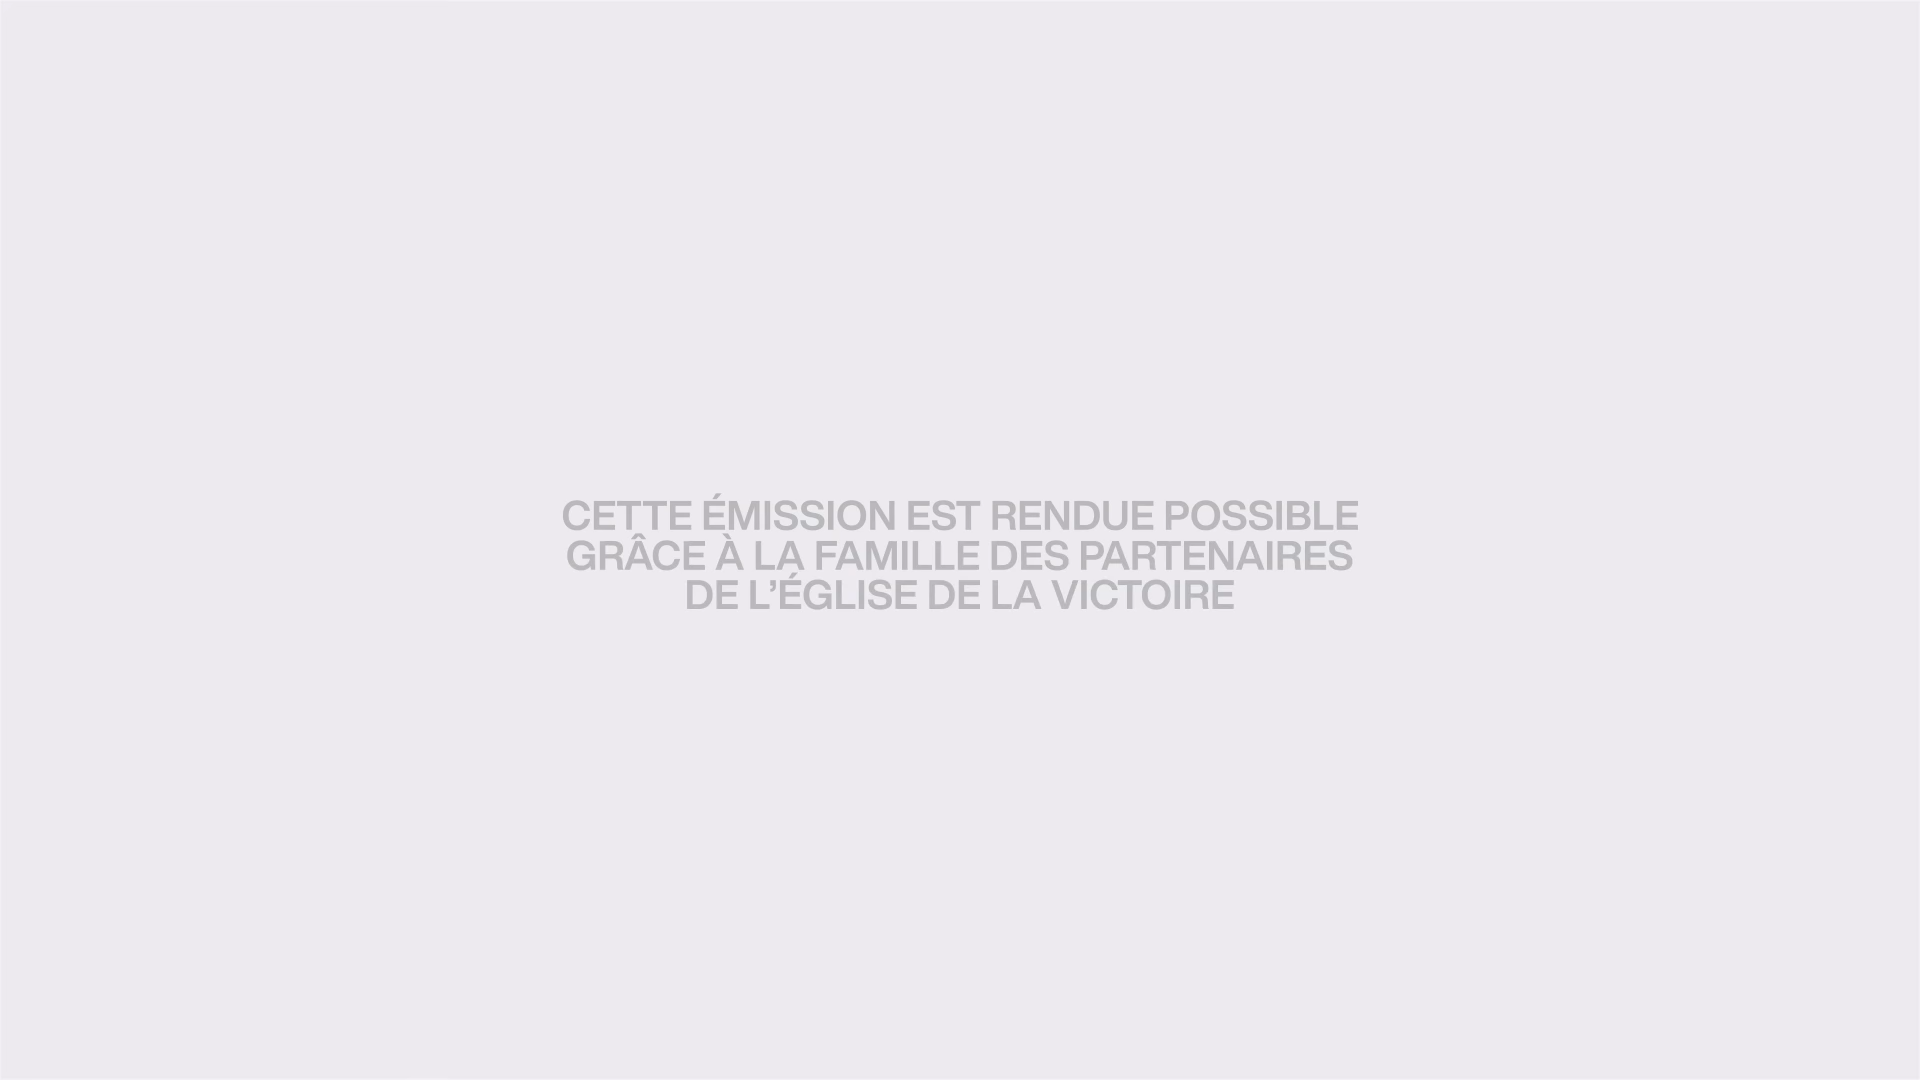 CETTE ÉMISSION EST RENDUE POSSIBLE
GRÂCE À LA FAMILLE DES PARTENAIRES
DE L’ÉGLISE DE LA VICTOIRE